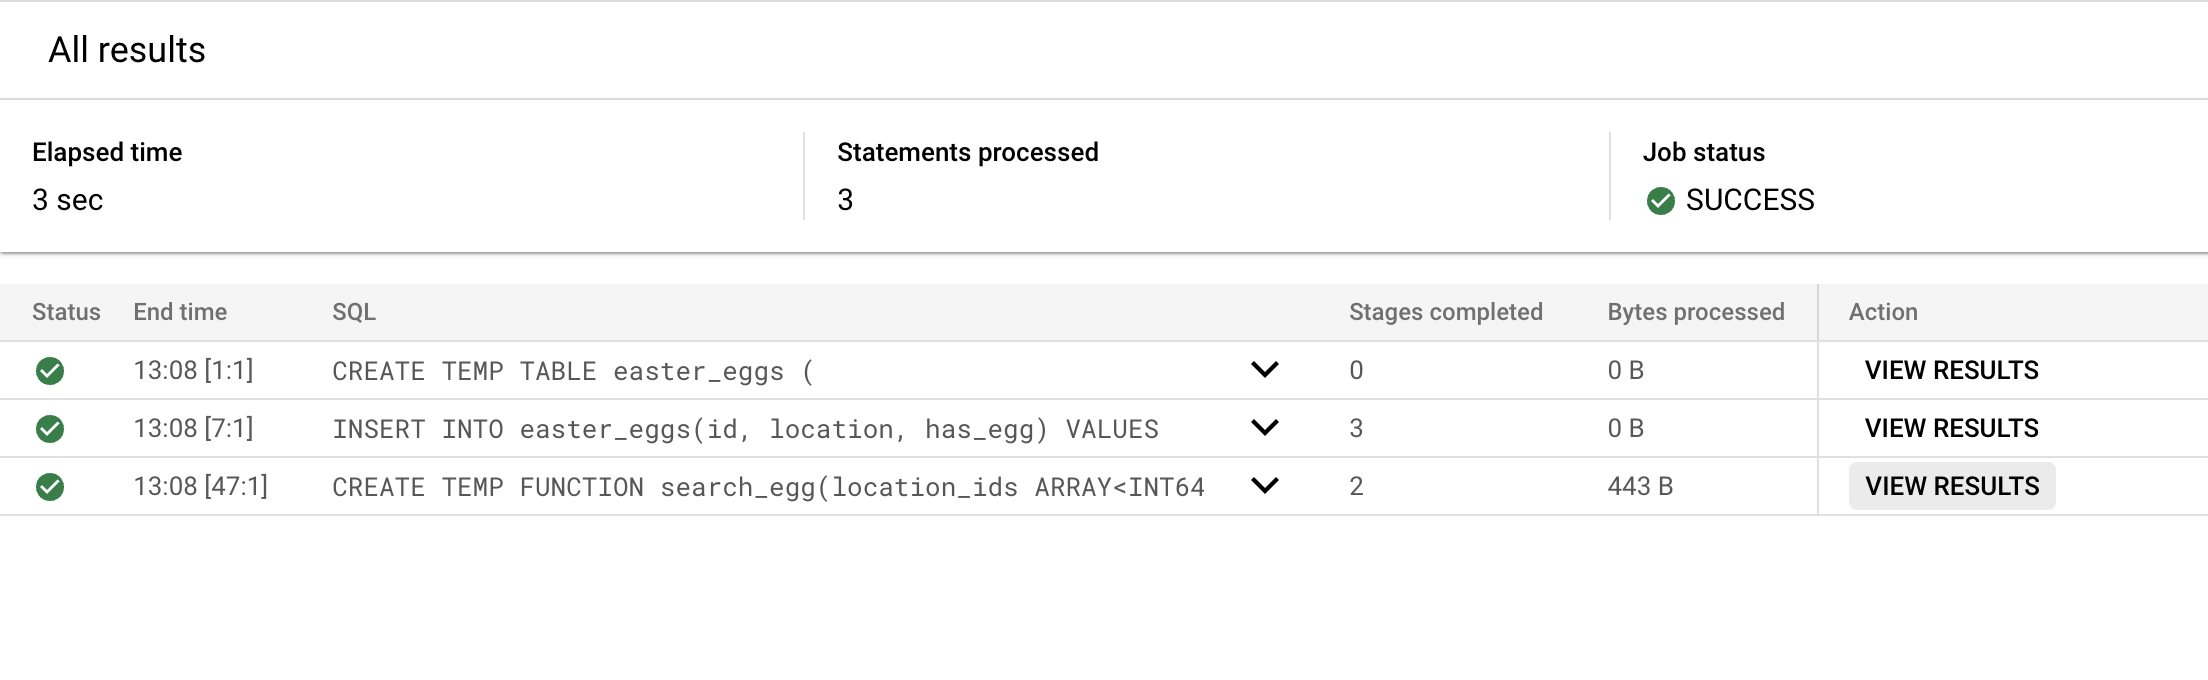 All results
Elapsed time
3 sec
Statements processed
3
Job status
SUCCESS
Status End time SQL Stages completed Bytes processed Action
13:08 [1:1] CREATE TEMP TABLE easter_eggs ( 0 0 B VIEW RESULTS
13:08 [7:1] INSERT INTO easter_eggs(id, location, has_egg) VALUES 3 0 B VIEW RESULTS
13:08 [47:1] CREATE TEMP FUNCTION search_egg(location_ids ARRAY<INT64 2 443 B VIEW RESULTS